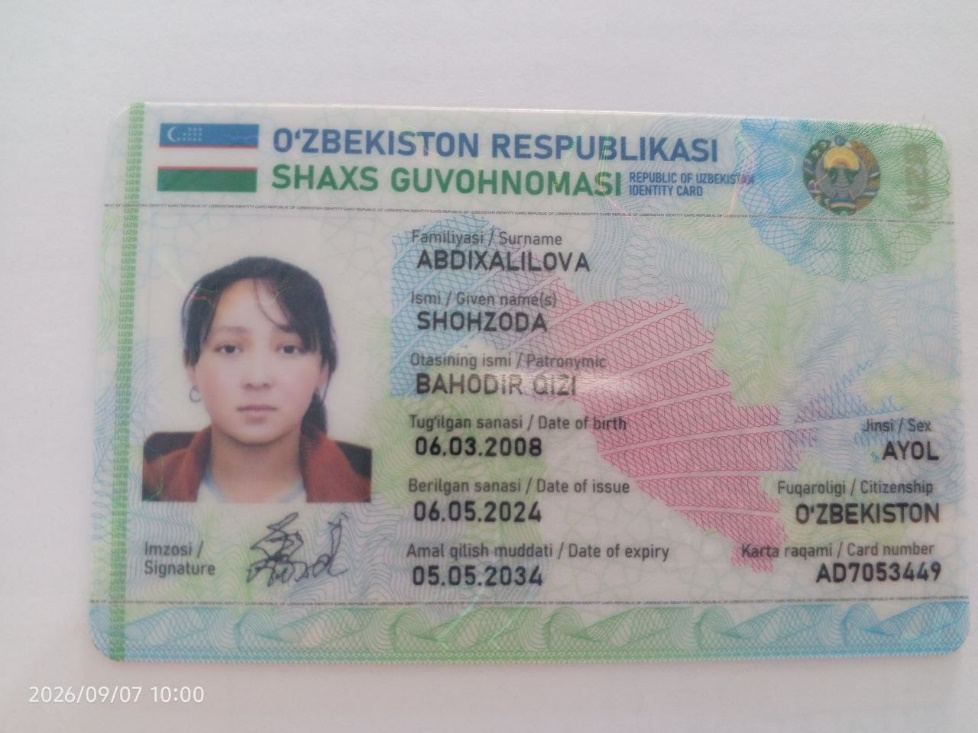 O‘ZBEKISTON RESPUBLIKASI
SHAXS GUVOHNOMASI
REPUBLIC OF UZBEKISTAN
IDENTITY CARD
Familiyasi / Surname
ABDIXALILOVA
Ismi / Given name(s)
SHOHZODA
Otasining ismi / Patronymic
BAHODIR QIZI
Tug‘ilgan sanasi / Date of birth
06.03.2008
Jinsi / Sex
AYOL
Berilgan sanasi / Date of issue
06.05.2024
Fuqaroligi / Citizenship
O‘ZBEKISTON
Imzosi /
Signature
Amal qilish muddati / Date of expiry
05.05.2034
Karta raqami / Card number
AD7053449
2026/09/07 10:00